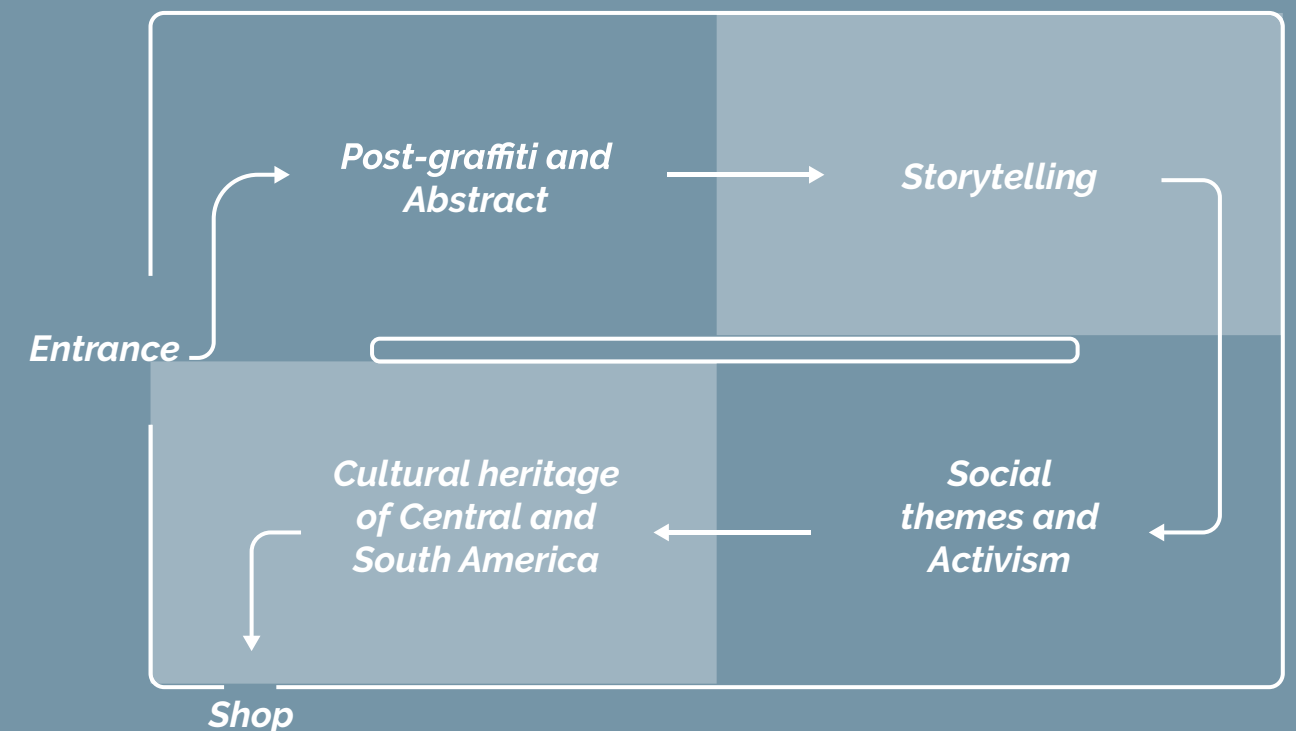 Post-graffiti and
Abstract
Storytelling
Entrance
Cultural heritage
of Central and
South America
Social
themes and
Activism
Shop